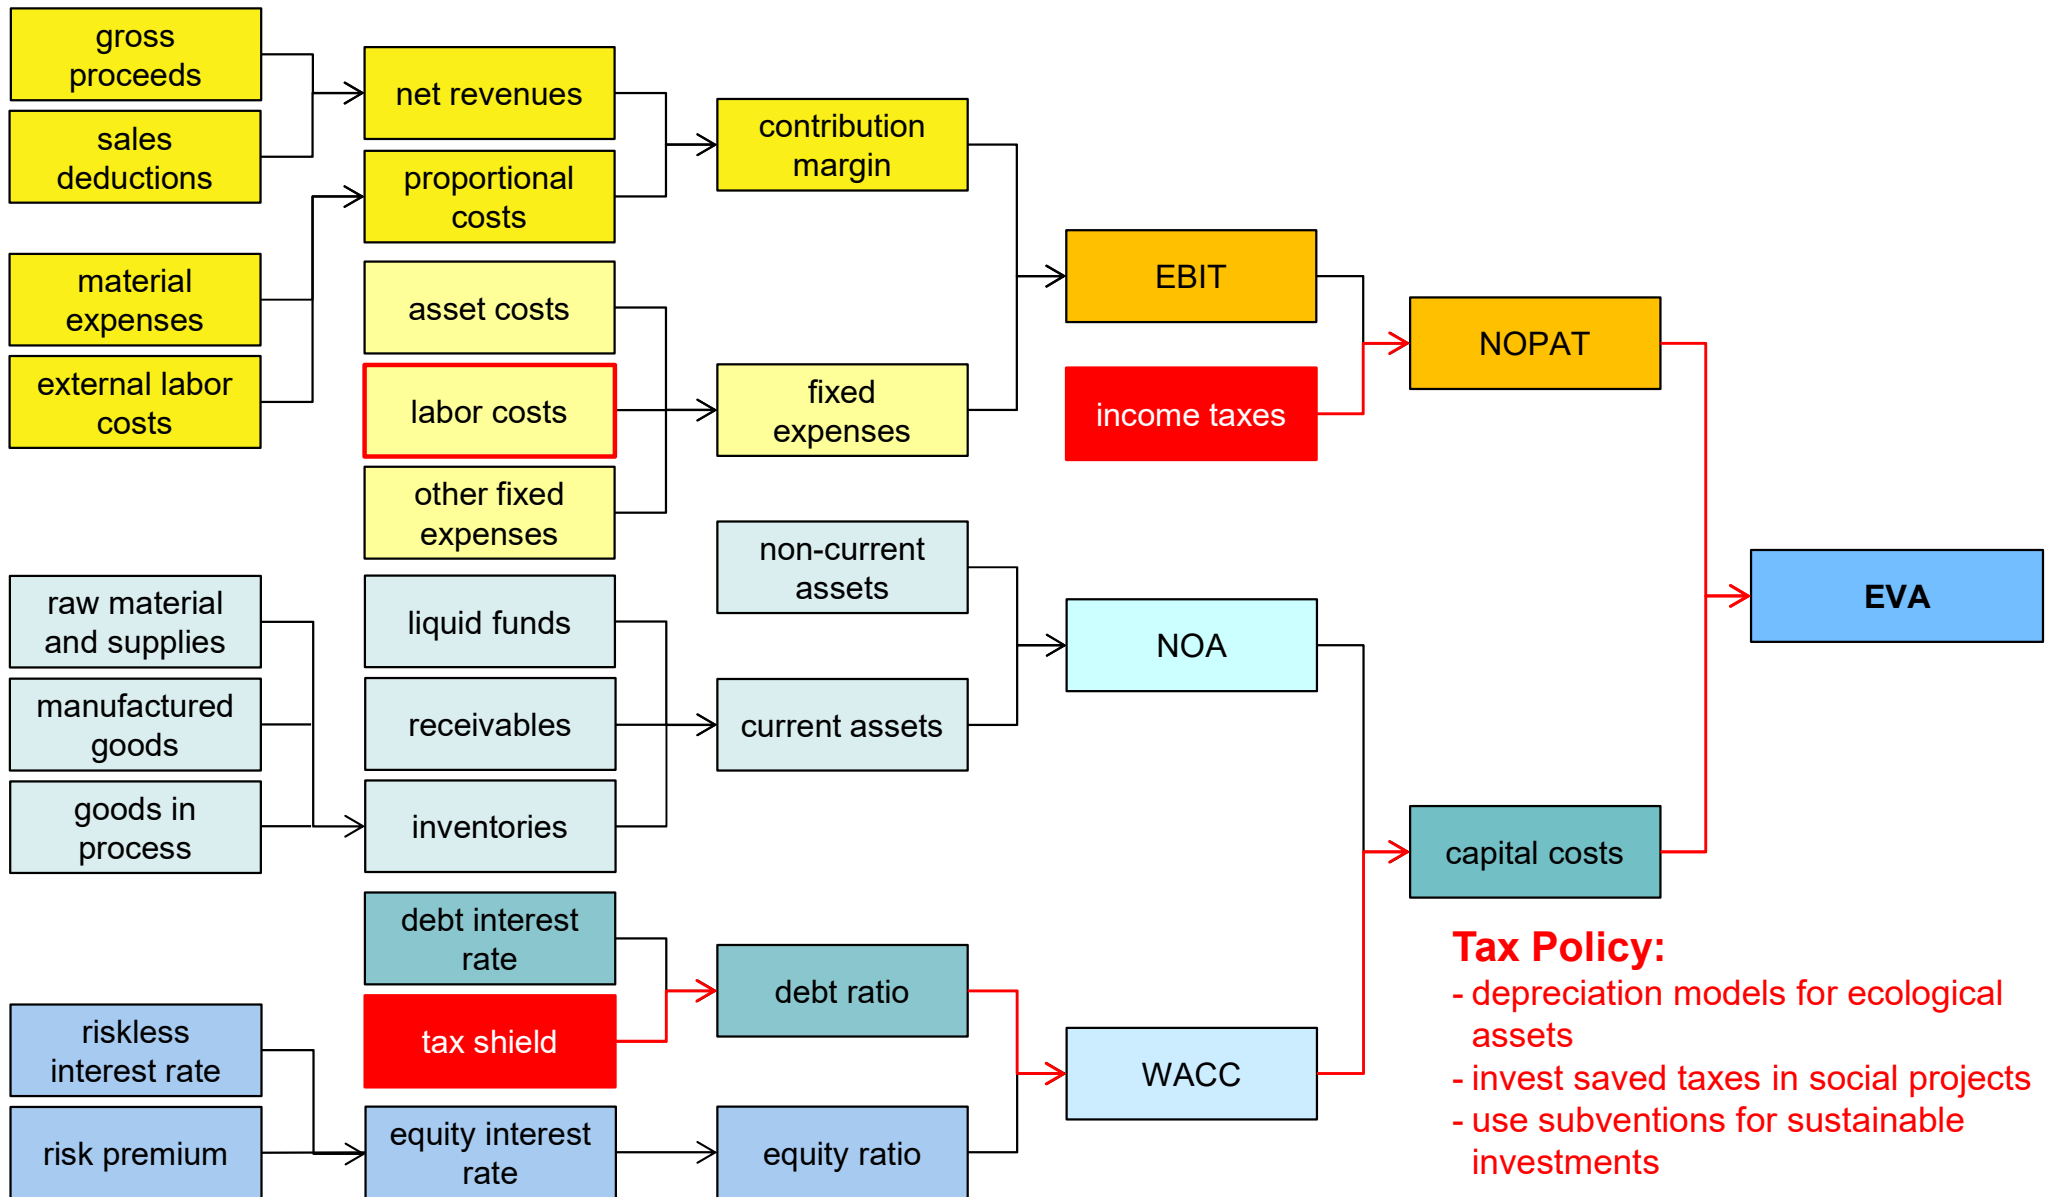 gross
proceeds
sales
deductions
material
expenses
external labor
costs
raw material
and supplies
manufactured
goods
goods in
process
riskless
interest rate
risk premium
net revenues
proportional
costs
asset costs
labor costs
other fixed
expenses
liquid funds
receivables
inventories
debt interest
rate
tax shield
equity interest
rate
contribution
margin
fixed
expenses
non-current
assets
current assets
debt ratio
equity ratio
EBIT
income taxes
NOA
WACC
NOPAT
capital costs
EVA
Tax Policy:
- depreciation models for ecological
assets
- invest saved taxes in social projects
- use subventions for sustainable
investments